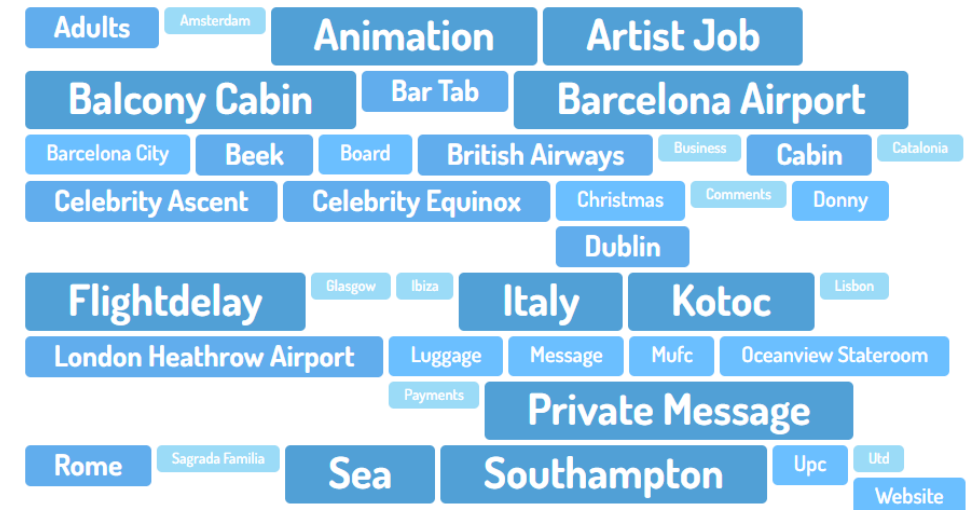 Adults Amsterdam Animation Artist Job
Balcony Cabin Bar Tab Barcelona Airport
Barcelona City Beek Board British Airways Business Cabin Catalonia
Celebrity Ascent Celebrity Equinox Christmas Comments Donny
Dublin
Flightdelay Glasgow Ibiza Italy Kotoc Lisbon
London Heathrow Airport Luggage Message Mufc Oceanview Stateroom
Payments Private Message
Rome Sagrada Familia Sea Southampton Upc Utd
Website